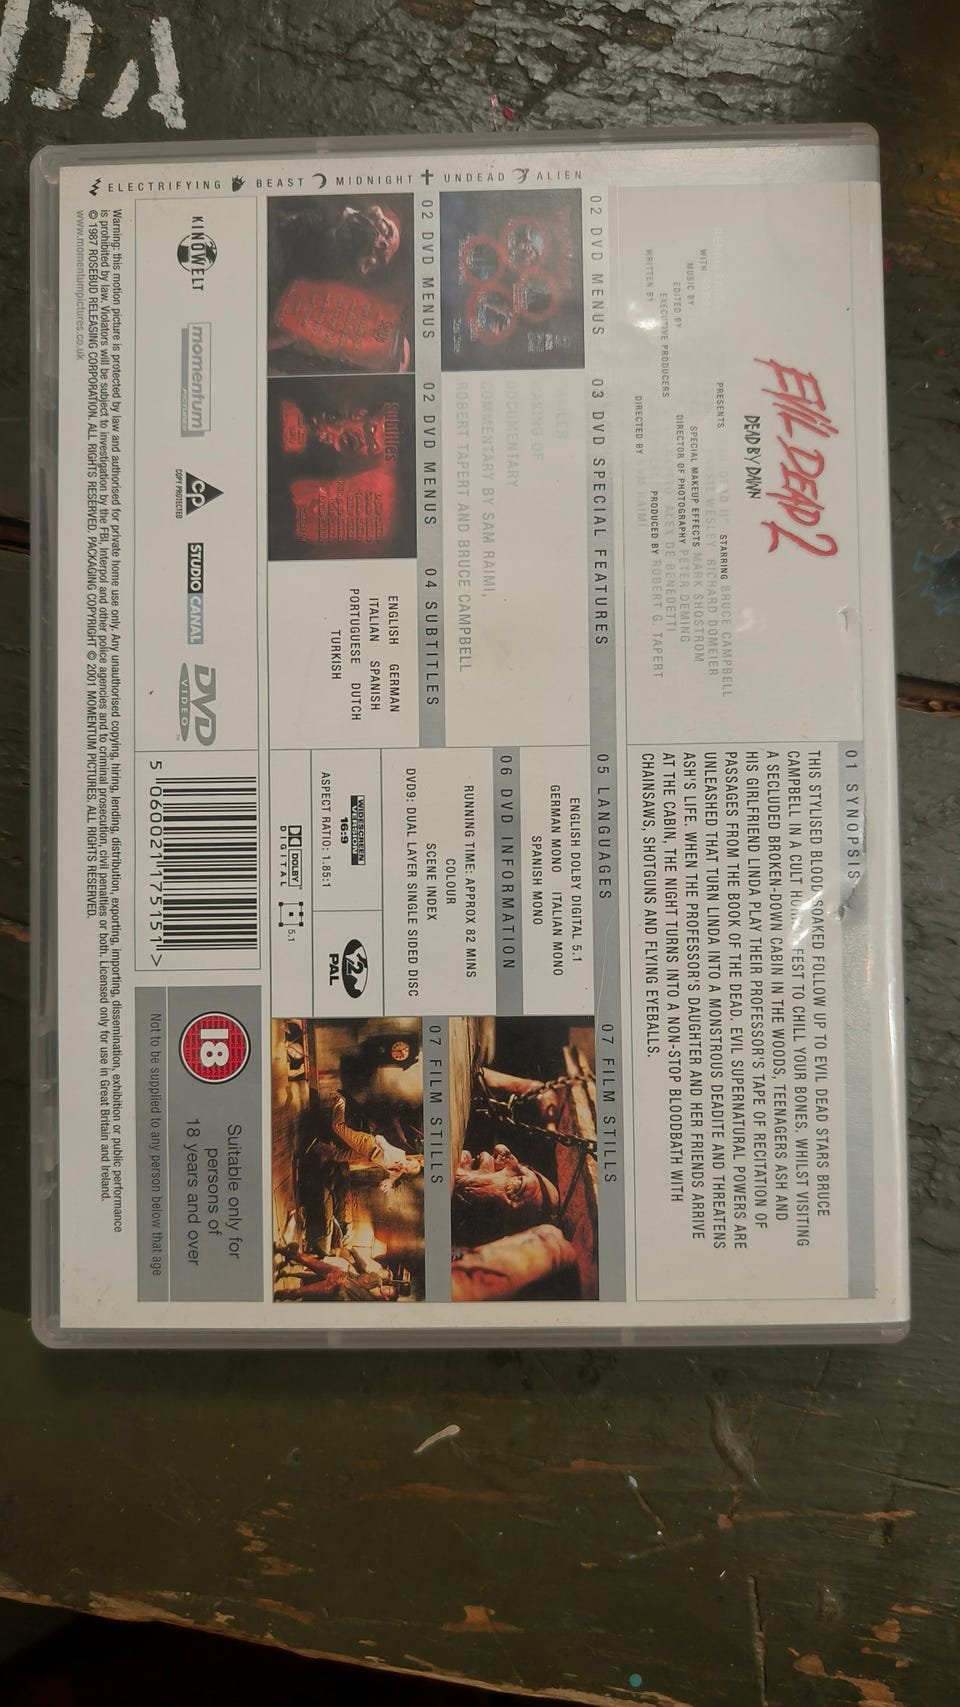 EVIL DEAD 2
DEAD BY DAWN
PRESENTS
STARRING BRUCE CAMPBELL
WITH
WESLEY RICHARD DOMEIER
MUSIC BY
SPECIAL MAKEUP EFFECTS MARK SHOSTROM
EDITED BY
DIRECTOR OF PHOTOGRAPHY PETER DEMING
EXECUTIVE PRODUCERS
ALEX DE BENEDETTI
WRITTEN BY
PRODUCED BY ROBERT G. TAPERT
DIRECTED BY SAM RAIMI
01 SYNOPSIS
THIS STYLISED BLOOD SOAKED FOLLOW UP TO EVIL DEAD STARS BRUCE
CAMPBELL IN A CULT FEST TO CHILL YOUR BONES. WHILST VISITING
A SECLUDED BROKEN-DOWN CABIN IN THE WOODS, TEENAGERS ASH AND
HIS GIRLFRIEND LINDA PLAY THEIR PROFESSOR'S TAPE OF RECITATION OF
PASSAGES FROM THE BOOK OF THE DEAD. EVIL SUPERNATURAL POWERS ARE
UNLEASHED THAT TURN LINDA INTO A MONSTROUS DEADITE AND THREATENS
ASH'S LIFE. WHEN THE PROFESSOR'S DAUGHTER AND HER FRIENDS ARRIVE
AT THE CABIN, THE NIGHT TURNS INTO A NON-STOP BLOODBATH WITH
CHAINSAWS, SHOTGUNS AND FLYING EYEBALLS.
02 DVD MENUS
03 DVD SPECIAL FEATURES
DOCUMENTARY
COMMENTARY BY SAM RAIMI,
ROBERT TAPERT AND BRUCE CAMPBELL
02 DVD MENUS
02 DVD MENUS
Subtitles
04 SUBTITLES
ENGLISH GERMAN
ITALIAN SPANISH
PORTUGUESE DUTCH
TURKISH
05 LANGUAGES
ENGLISH DOLBY DIGITAL 5.1
GERMAN MONO ITALIAN MONO
SPANISH MONO
06 DVD INFORMATION
RUNNING TIME: APPROX 82 MINS
COLOUR
SCENE INDEX
DVD9: DUAL LAYER SINGLE SIDED DISC
WIDESCREEN
VERSION
16:9
ASPECT RATIO: 1.85:1
2
PAL
DOLBY
DIGITAL
5.1
07 FILM STILLS
07 FILM STILLS
KINOWELT
momentum
PICTURES
CP
COPY PROTECTED
STUDIO CANAL
DVD
VIDEO
5 060021 175151 >
18
Suitable only for
persons of
18 years and over
Not to be supplied to any person below that age
ELECTRIFYING BEAST MIDNIGHT UNDEAD ALIEN
Warning: this motion picture is protected by law and authorised for private home use only. Any unauthorised copying, hiring, lending, distribution, exporting, importing, dissemination, exhibition or public performance
is prohibited by law. Violators will be subject to investigation by the FBI, Interpol and other police agencies and to criminal prosecution, civil penalties or both. Licensed only for use in Great Britain and Ireland.
© 1987 ROSEBUD RELEASING CORPORATION. ALL RIGHTS RESERVED. PACKAGING COPYRIGHT © 2001 MOMENTUM PICTURES. ALL RIGHTS RESERVED.
www.momentumpictures.co.uk